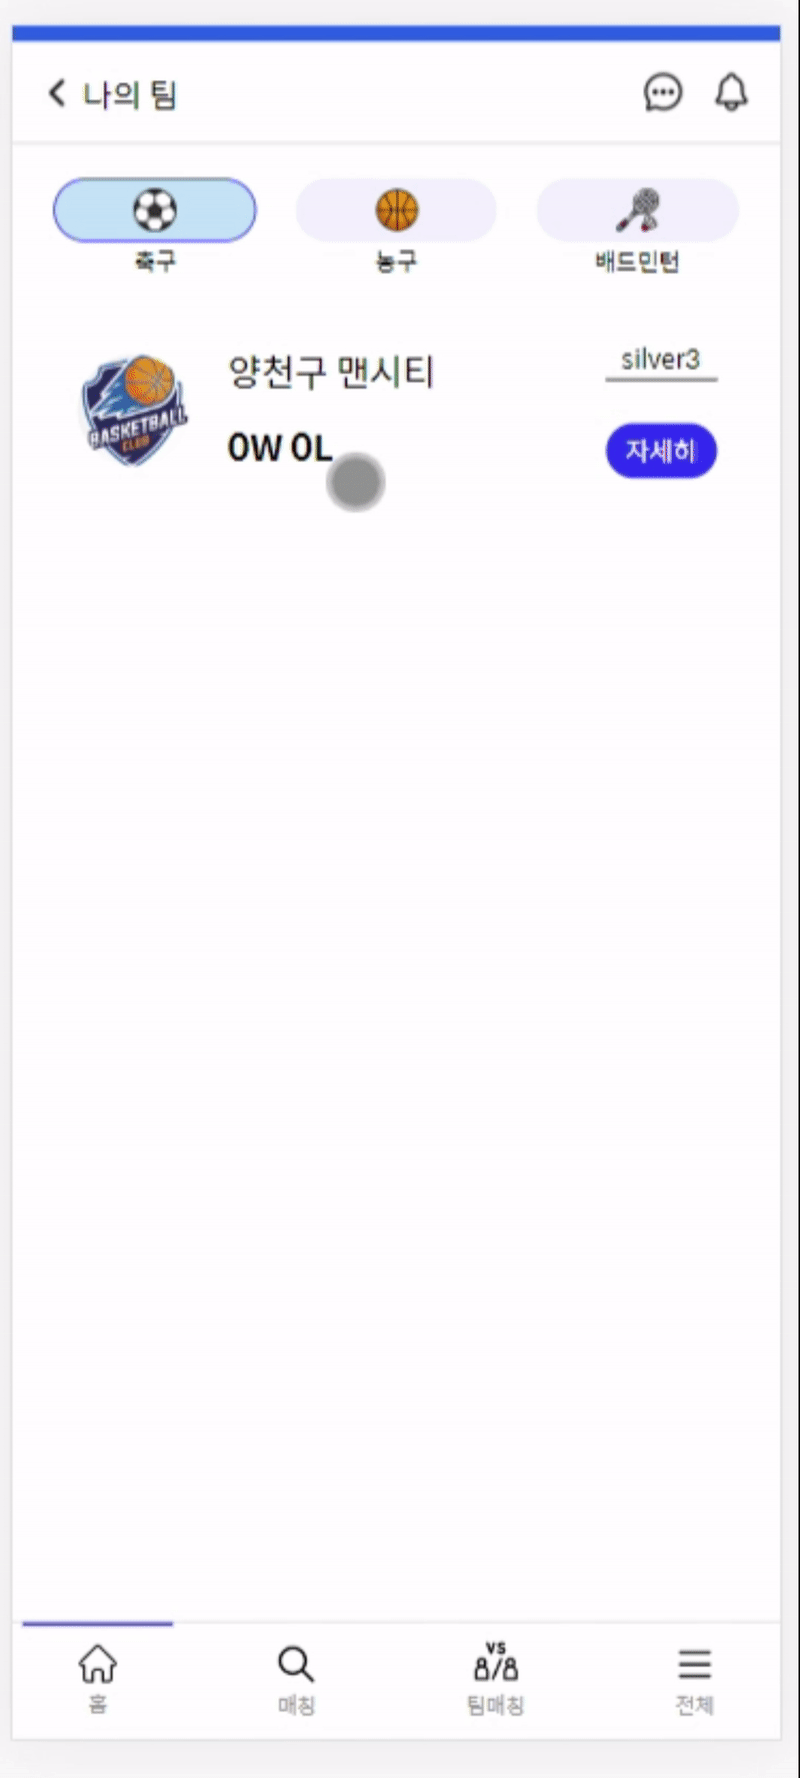 나의 팀
축구
농구
배드민턴
BASKETBALL
CLUB
양천구 맨시티
silver3
0W 0L
자세히
홈
매칭
VS
팀매칭
전체